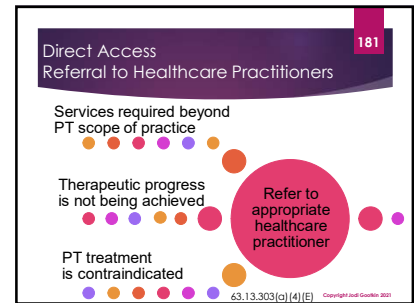 181
Direct Access
Referral to Healthcare Practitioners
Services required beyond
PT scope of practice
Therapeutic progress
is not being achieved
PT treatment
is contraindicated
Refer to
appropriate
healthcare
practitioner
63.13.303(a)(4)(E)
Copyright Jodi Gootkin 2021